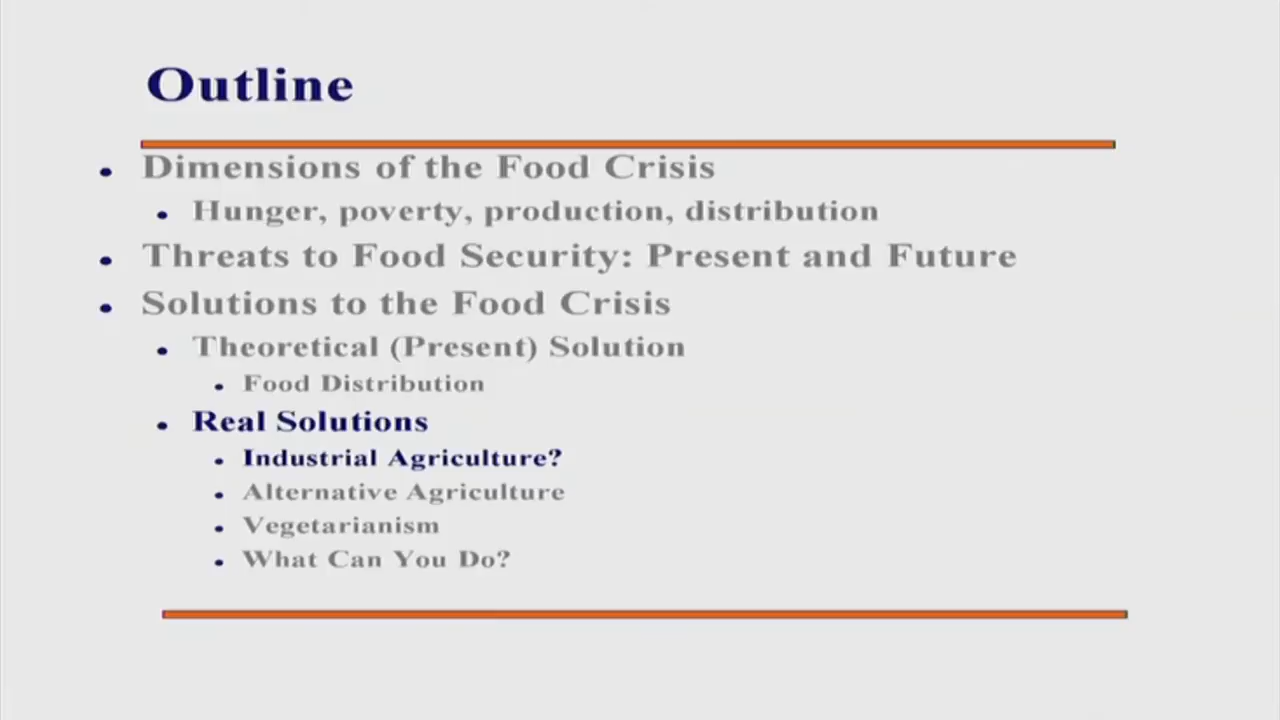 Outline
• Dimensions of the Food Crisis
• Hunger, poverty, production, distribution
• Threats to Food Security: Present and Future
• Solutions to the Food Crisis
• Theoretical (Present) Solution
• Food Distribution
• Real Solutions
• Industrial Agriculture?
• Alternative Agriculture
• Vegetarianism
• What Can You Do?